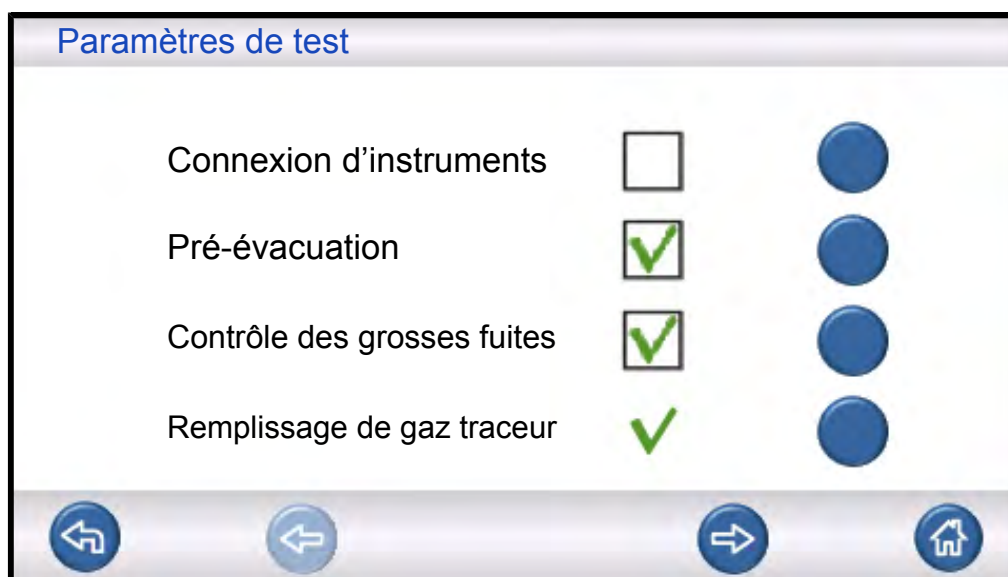 Paramètres de test
Connexion d’instruments
Pré-évacuation
Contrôle des grosses fuites
Remplissage de gaz traceur